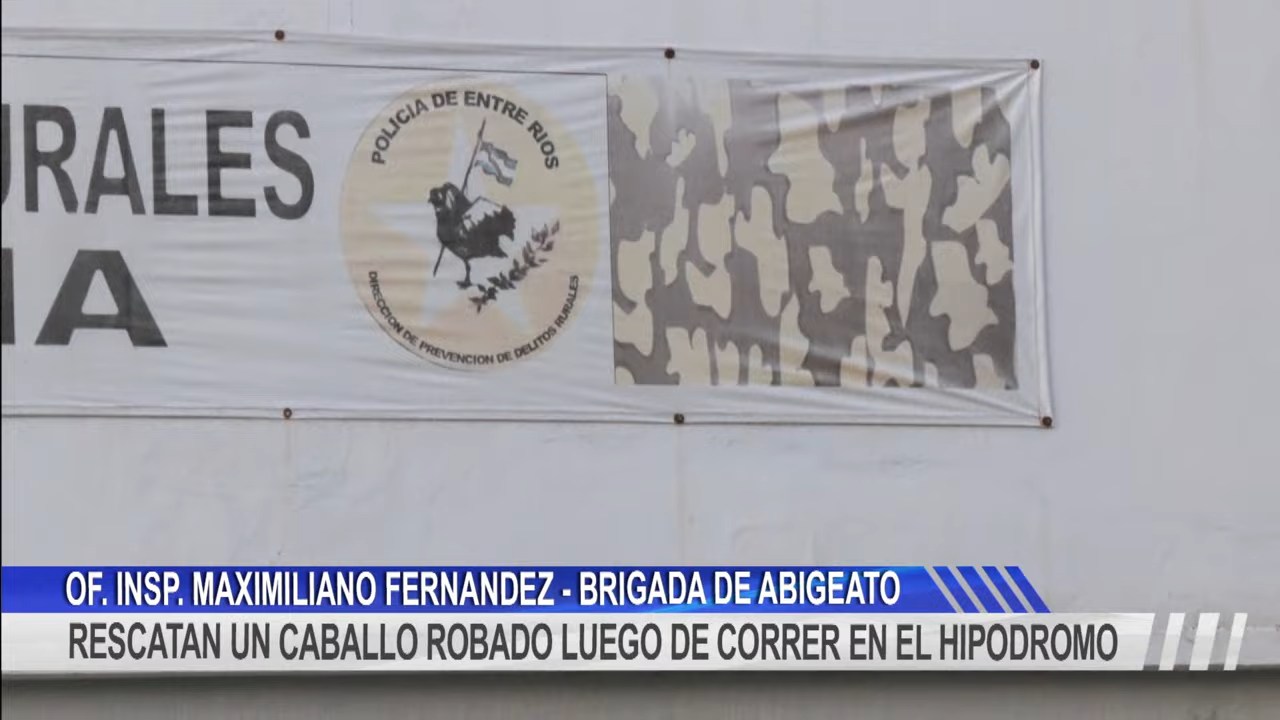 URALES
IA
POLICIA DE ENTRE RIOS
DIRECCION DE PREVENCION DE DELITOS RURALES
OF. INSP. MAXIMILIANO FERNANDEZ - BRIGADA DE ABIGEATO
RESCATAN UN CABALLO ROBADO LUEGO DE CORRER EN EL HIPODROMO